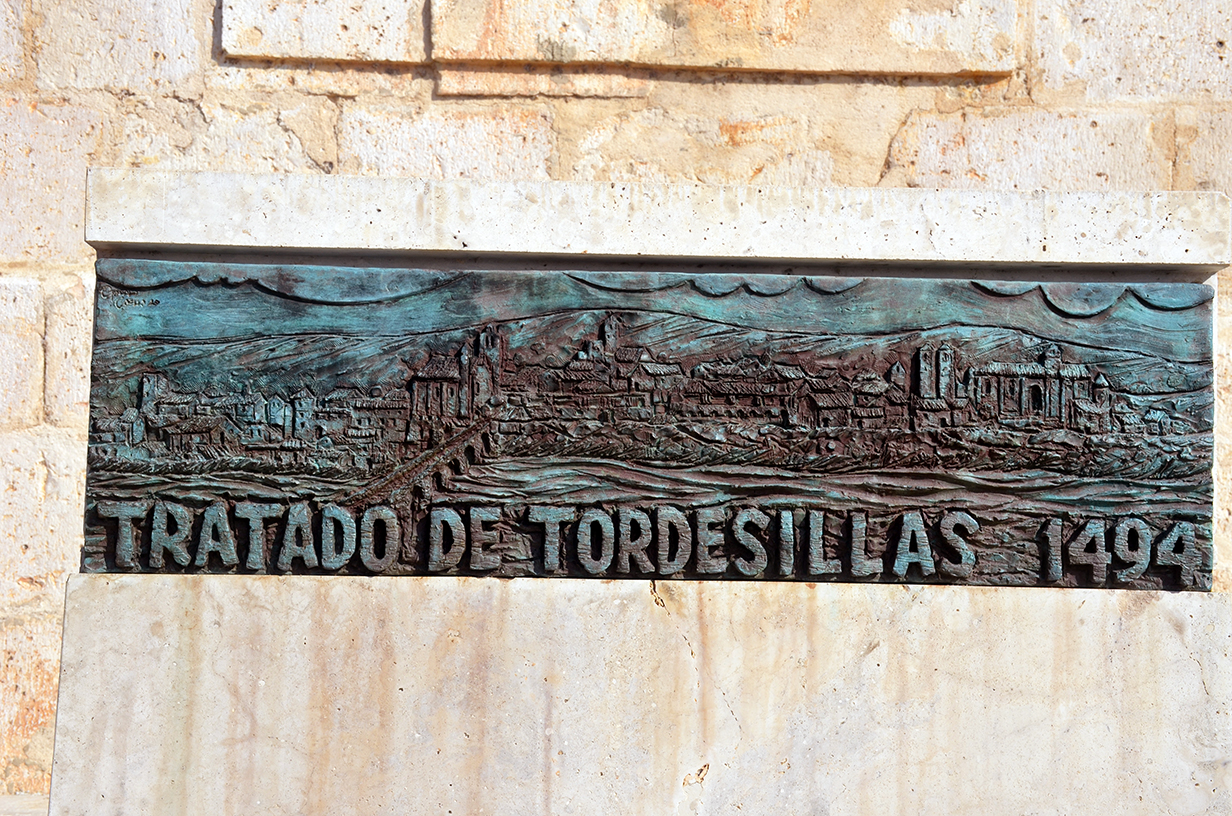 TRATADO DE TORDESILLAS 1494